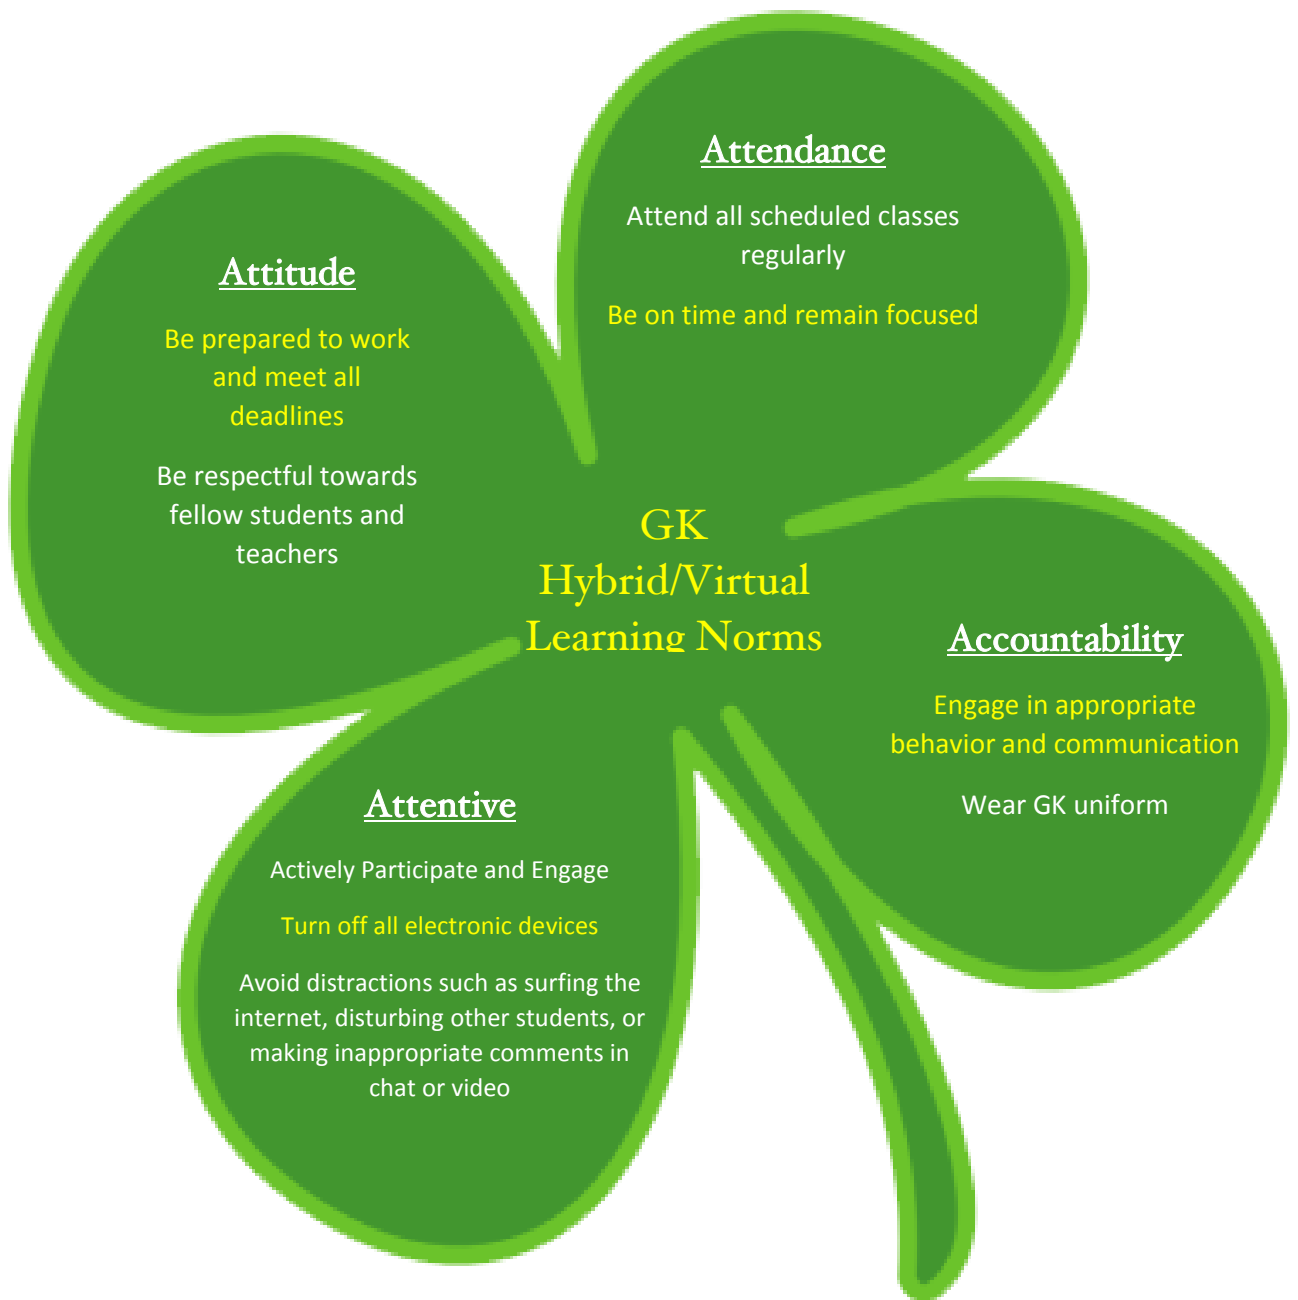 Attendance
Attend all scheduled classes
regularly
Be on time and remain focused
Attitude
Be prepared to work
and meet all
deadlines
Be respectful towards
fellow students and
teachers
GK
Hybrid/Virtual
Learning Norms
Accountability
Engage in appropriate
behavior and communication
Wear GK uniform
Attentive
Actively Participate and Engage
Turn off all electronic devices
Avoid distractions such as surfing the
internet, disturbing other students, or
making inappropriate comments in
chat or video